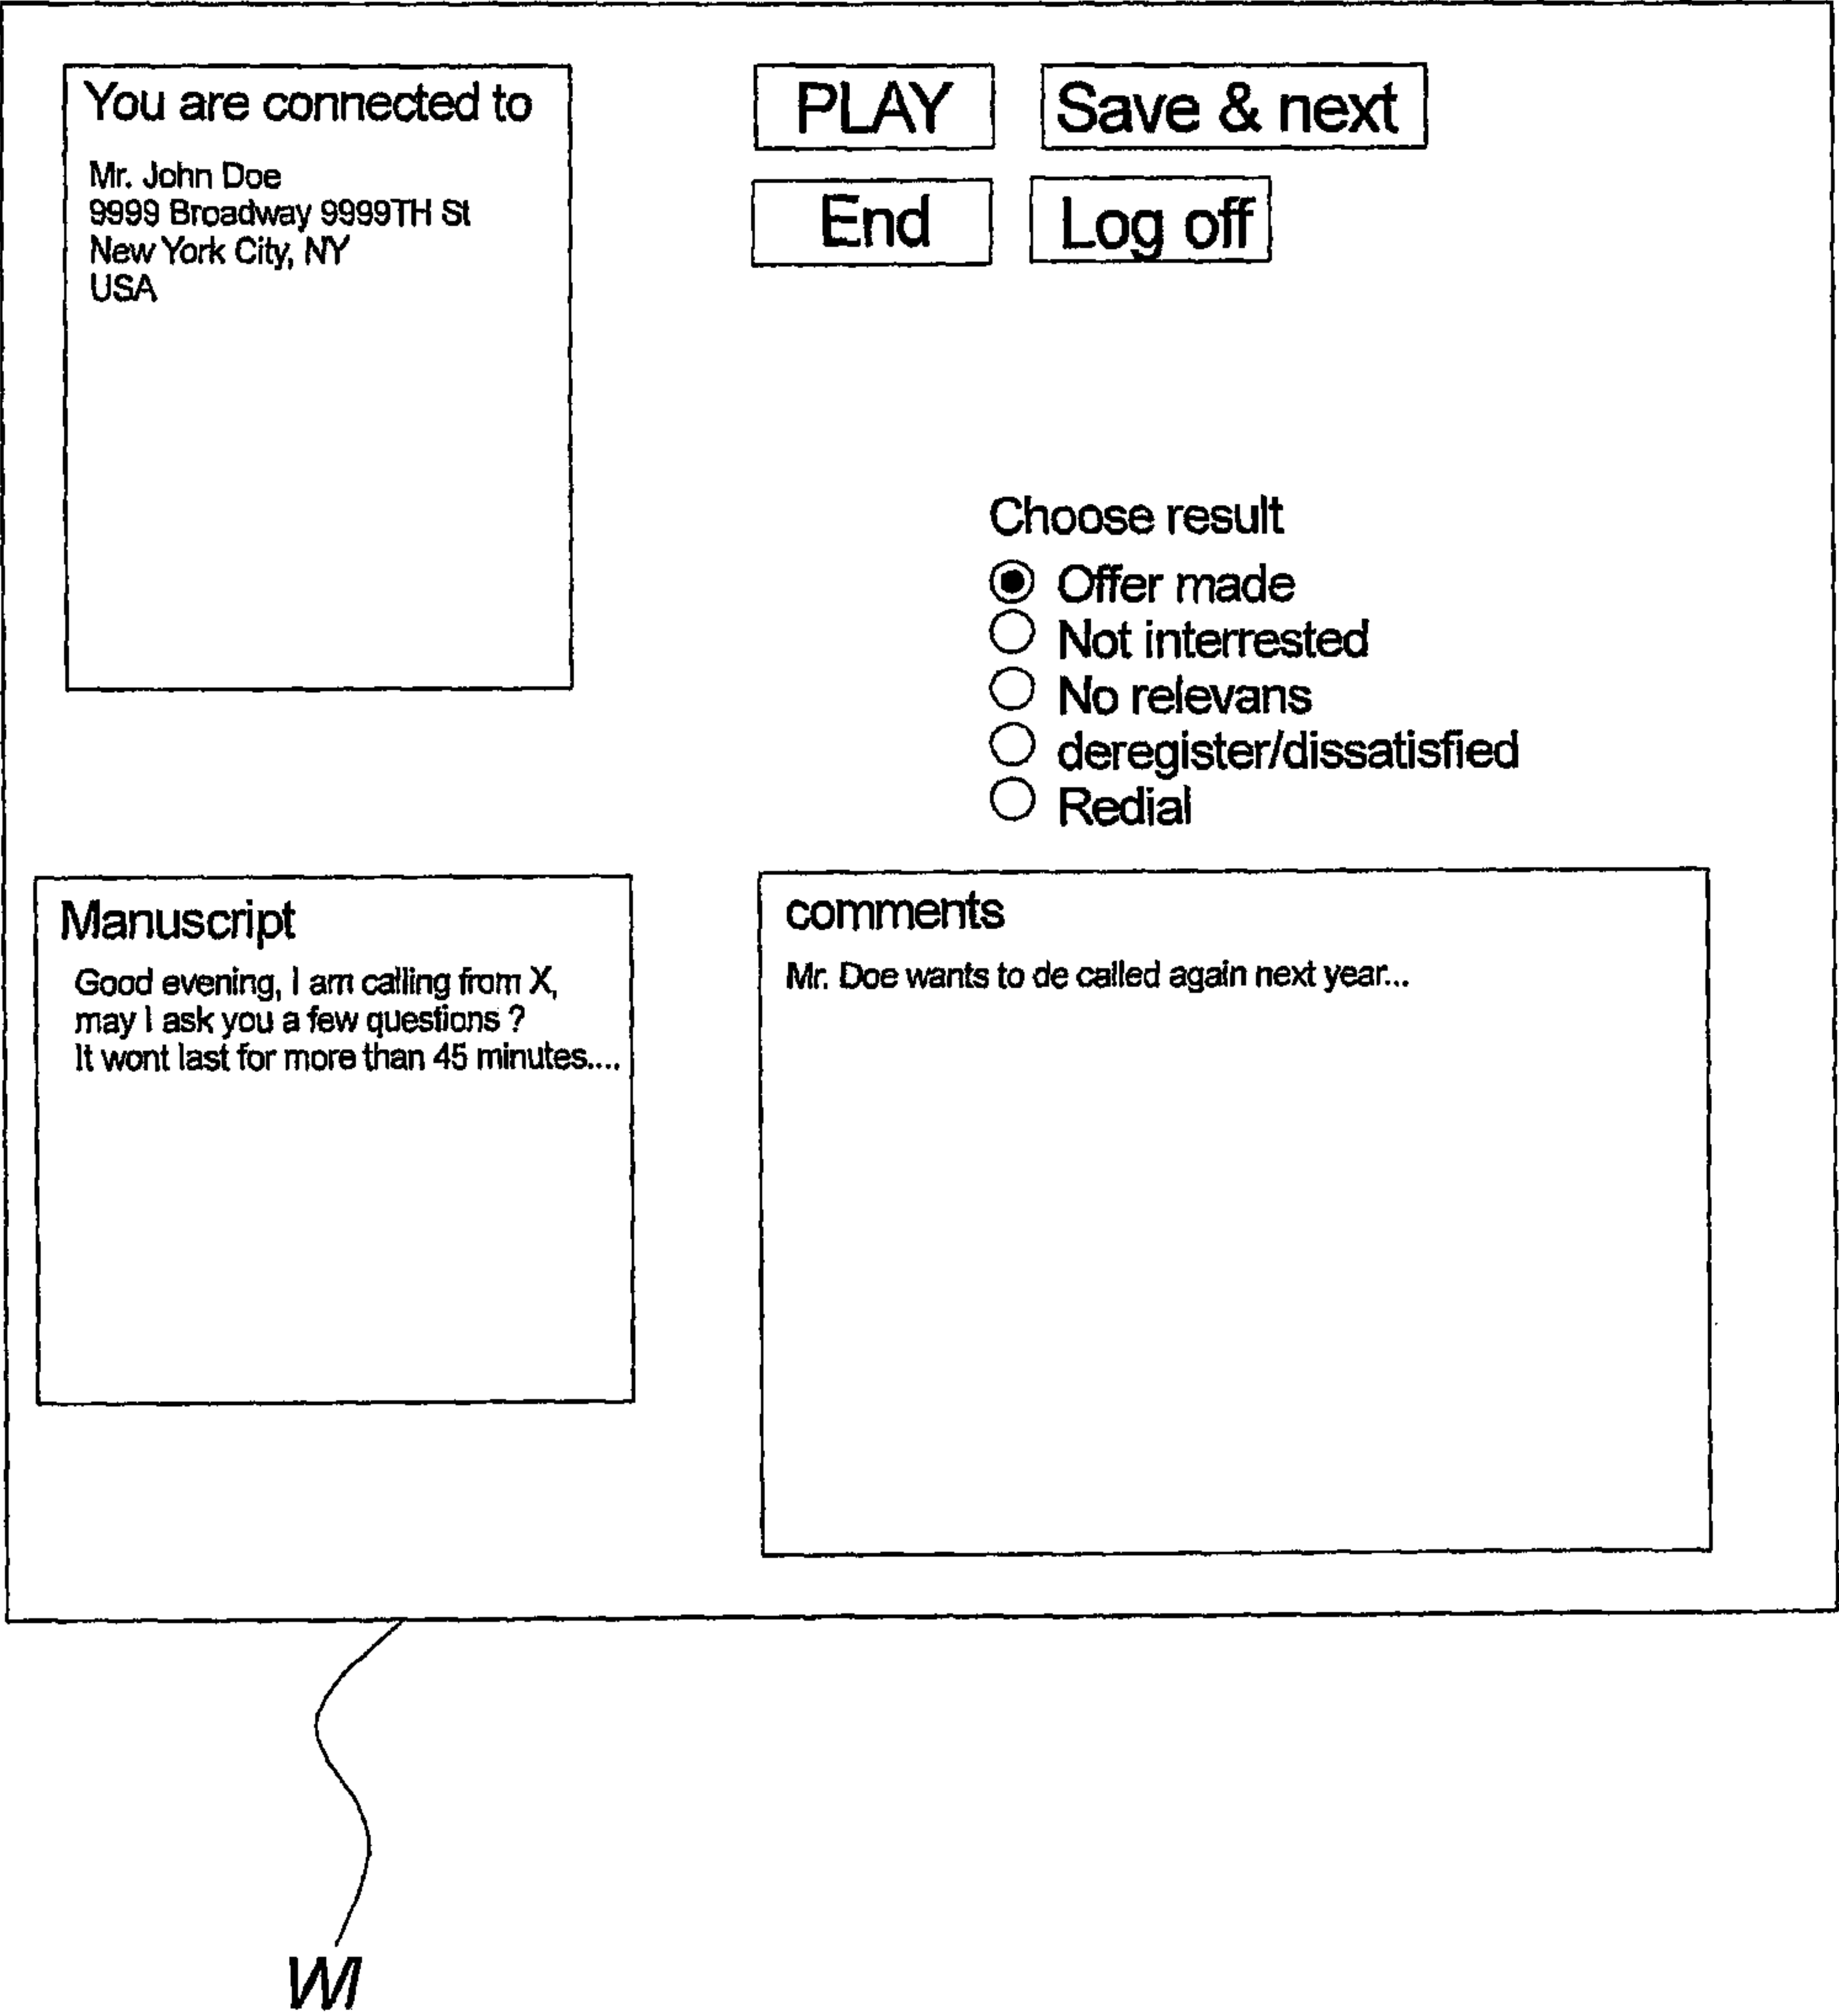 You are connected to
Mr. John Doe
9999 Broadway 9999TH St
New York City, NY
USA
PLAY
Save & next
End
Log off
Choose result
Offer made
Not interrested
No relevans
deregister/dissatisfied
Redial
Manuscript
Good evening, I am calling from X,
may I ask you a few questions ?
It wont last for more than 45 minutes....
comments
Mr. Doe wants to de called again next year...
WI